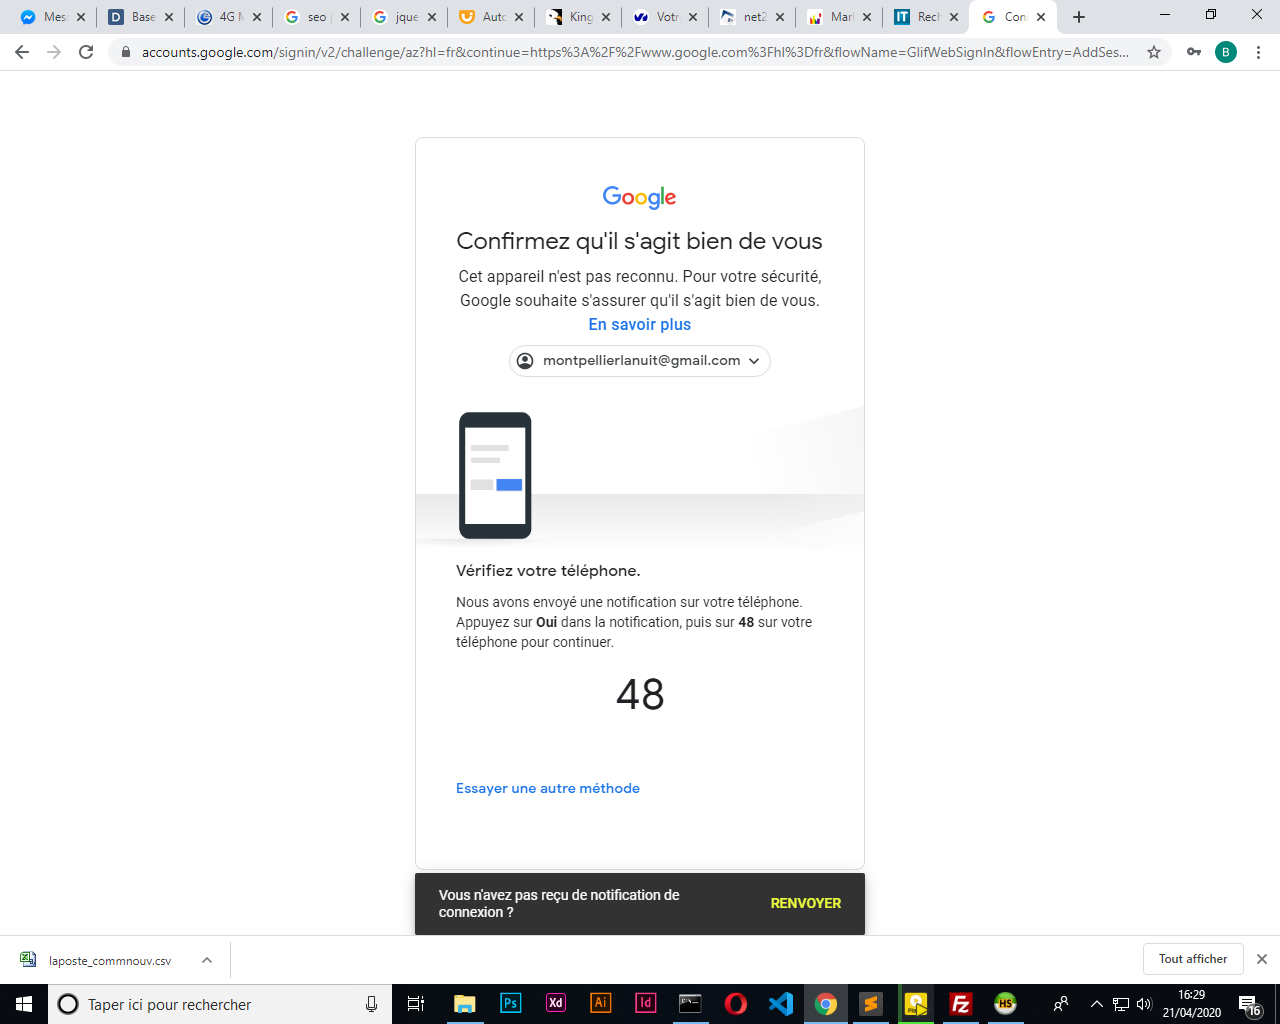 Mess
Base
4G M
seo p
jque
Auto
King
Votr
net2
Mark
Rech
Con
accounts.google.com/signin/v2/challenge/az?hl=fr&continue=https%3A%2F%2Fwww.google.com%3Fhl%3Dfr&flowName=GlifWebSignIn&flowEntry=AddSes...
B
Google
Confirmez qu'il s'agit bien de vous
Cet appareil n'est pas reconnu. Pour votre sécurité,
Google souhaite s'assurer qu'il s'agit bien de vous.
En savoir plus
montpellierlanuit@gmail.com
Vérifiez votre téléphone.
Nous avons envoyé une notification sur votre téléphone.
Appuyez sur Oui dans la notification, puis sur 48 sur votre
téléphone pour continuer.
48
Essayer une autre méthode
Vous n'avez pas reçu de notification de
connexion ?
RENVOYER
laposte_commnouv.csv
Tout afficher
Taper ici pour rechercher
Ps
Xd
Ai
Id
Fz
HS
16:29
21/04/2020
16